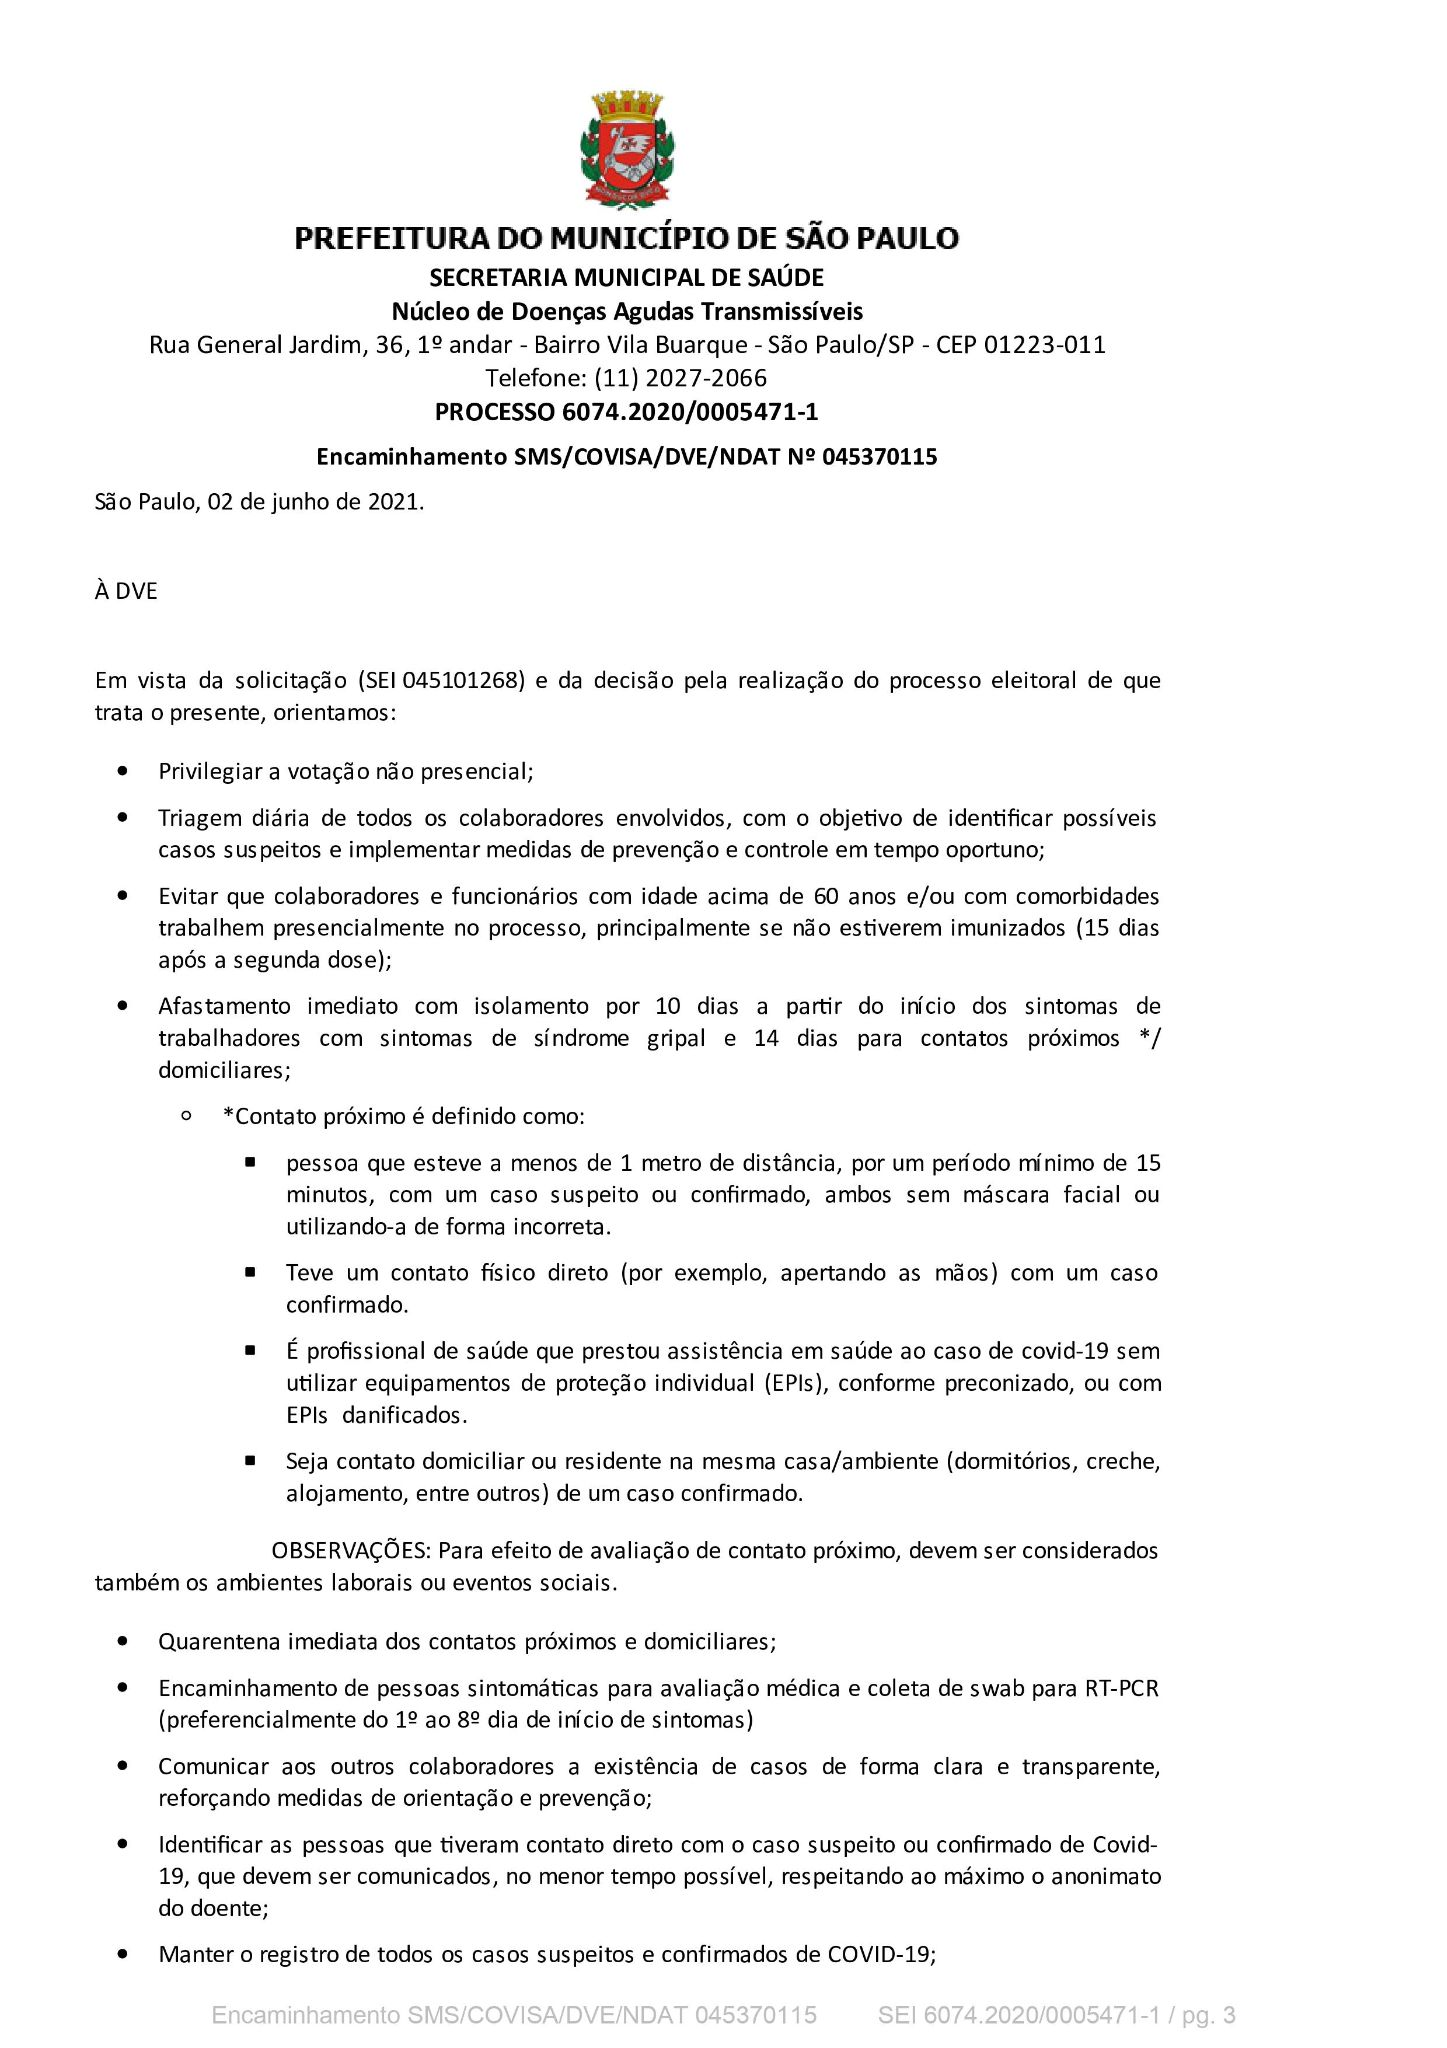 PREFEITURA DO MUNICÍPIO DE SÃO PAULO
SECRETARIA MUNICIPAL DE SAÚDE
Núcleo de Doenças Agudas Transmissíveis
Rua General Jardim, 36, 1º andar - Bairro Vila Buarque - São Paulo/SP - CEP 01223-011
Telefone: (11) 2027-2066
PROCESSO 6074.2020/0005471-1
Encaminhamento SMS/COVISA/DVE/NDAT Nº 045370115
São Paulo, 02 de junho de 2021.
À DVE
Em vista da solicitação (SEI 045101268) e da decisão pela realização do processo eleitoral de que
trata o presente, orientamos:
• Privilegiar a votação não presencial;
• Triagem diária de todos os colaboradores envolvidos, com o objetivo de identificar possíveis
casos suspeitos e implementar medidas de prevenção e controle em tempo oportuno;
• Evitar que colaboradores e funcionários com idade acima de 60 anos e/ou com comorbidades
trabalhem presencialmente no processo, principalmente se não estiverem imunizados (15 dias
após a segunda dose);
• Afastamento imediato com isolamento por 10 dias a partir do início dos sintomas de
trabalhadores com sintomas de síndrome gripal e 14 dias para contatos próximos */
domiciliares;
◦ *Contato próximo é definido como:
▪ pessoa que esteve a menos de 1 metro de distância, por um período mínimo de 15
minutos, com um caso suspeito ou confirmado, ambos sem máscara facial ou
utilizando-a de forma incorreta.
▪ Teve um contato físico direto (por exemplo, apertando as mãos) com um caso
confirmado.
▪ É profissional de saúde que prestou assistência em saúde ao caso de covid-19 sem
utilizar equipamentos de proteção individual (EPIs), conforme preconizado, ou com
EPIs danificados.
▪ Seja contato domiciliar ou residente na mesma casa/ambiente (dormitórios, creche,
alojamento, entre outros) de um caso confirmado.
OBSERVAÇÕES: Para efeito de avaliação de contato próximo, devem ser considerados
também os ambientes laborais ou eventos sociais.
• Quarentena imediata dos contatos próximos e domiciliares;
• Encaminhamento de pessoas sintomáticas para avaliação médica e coleta de swab para RT-PCR
(preferencialmente do 1º ao 8º dia de início de sintomas)
• Comunicar aos outros colaboradores a existência de casos de forma clara e transparente,
reforçando medidas de orientação e prevenção;
• Identificar as pessoas que tiveram contato direto com o caso suspeito ou confirmado de Covid-
19, que devem ser comunicados, no menor tempo possível, respeitando ao máximo o anonimato
do doente;
• Manter o registro de todos os casos suspeitos e confirmados de COVID-19;
Encaminhamento SMS/COVISA/DVE/NDAT 045370115 SEI 6074.2020/0005471-1 / pg. 3